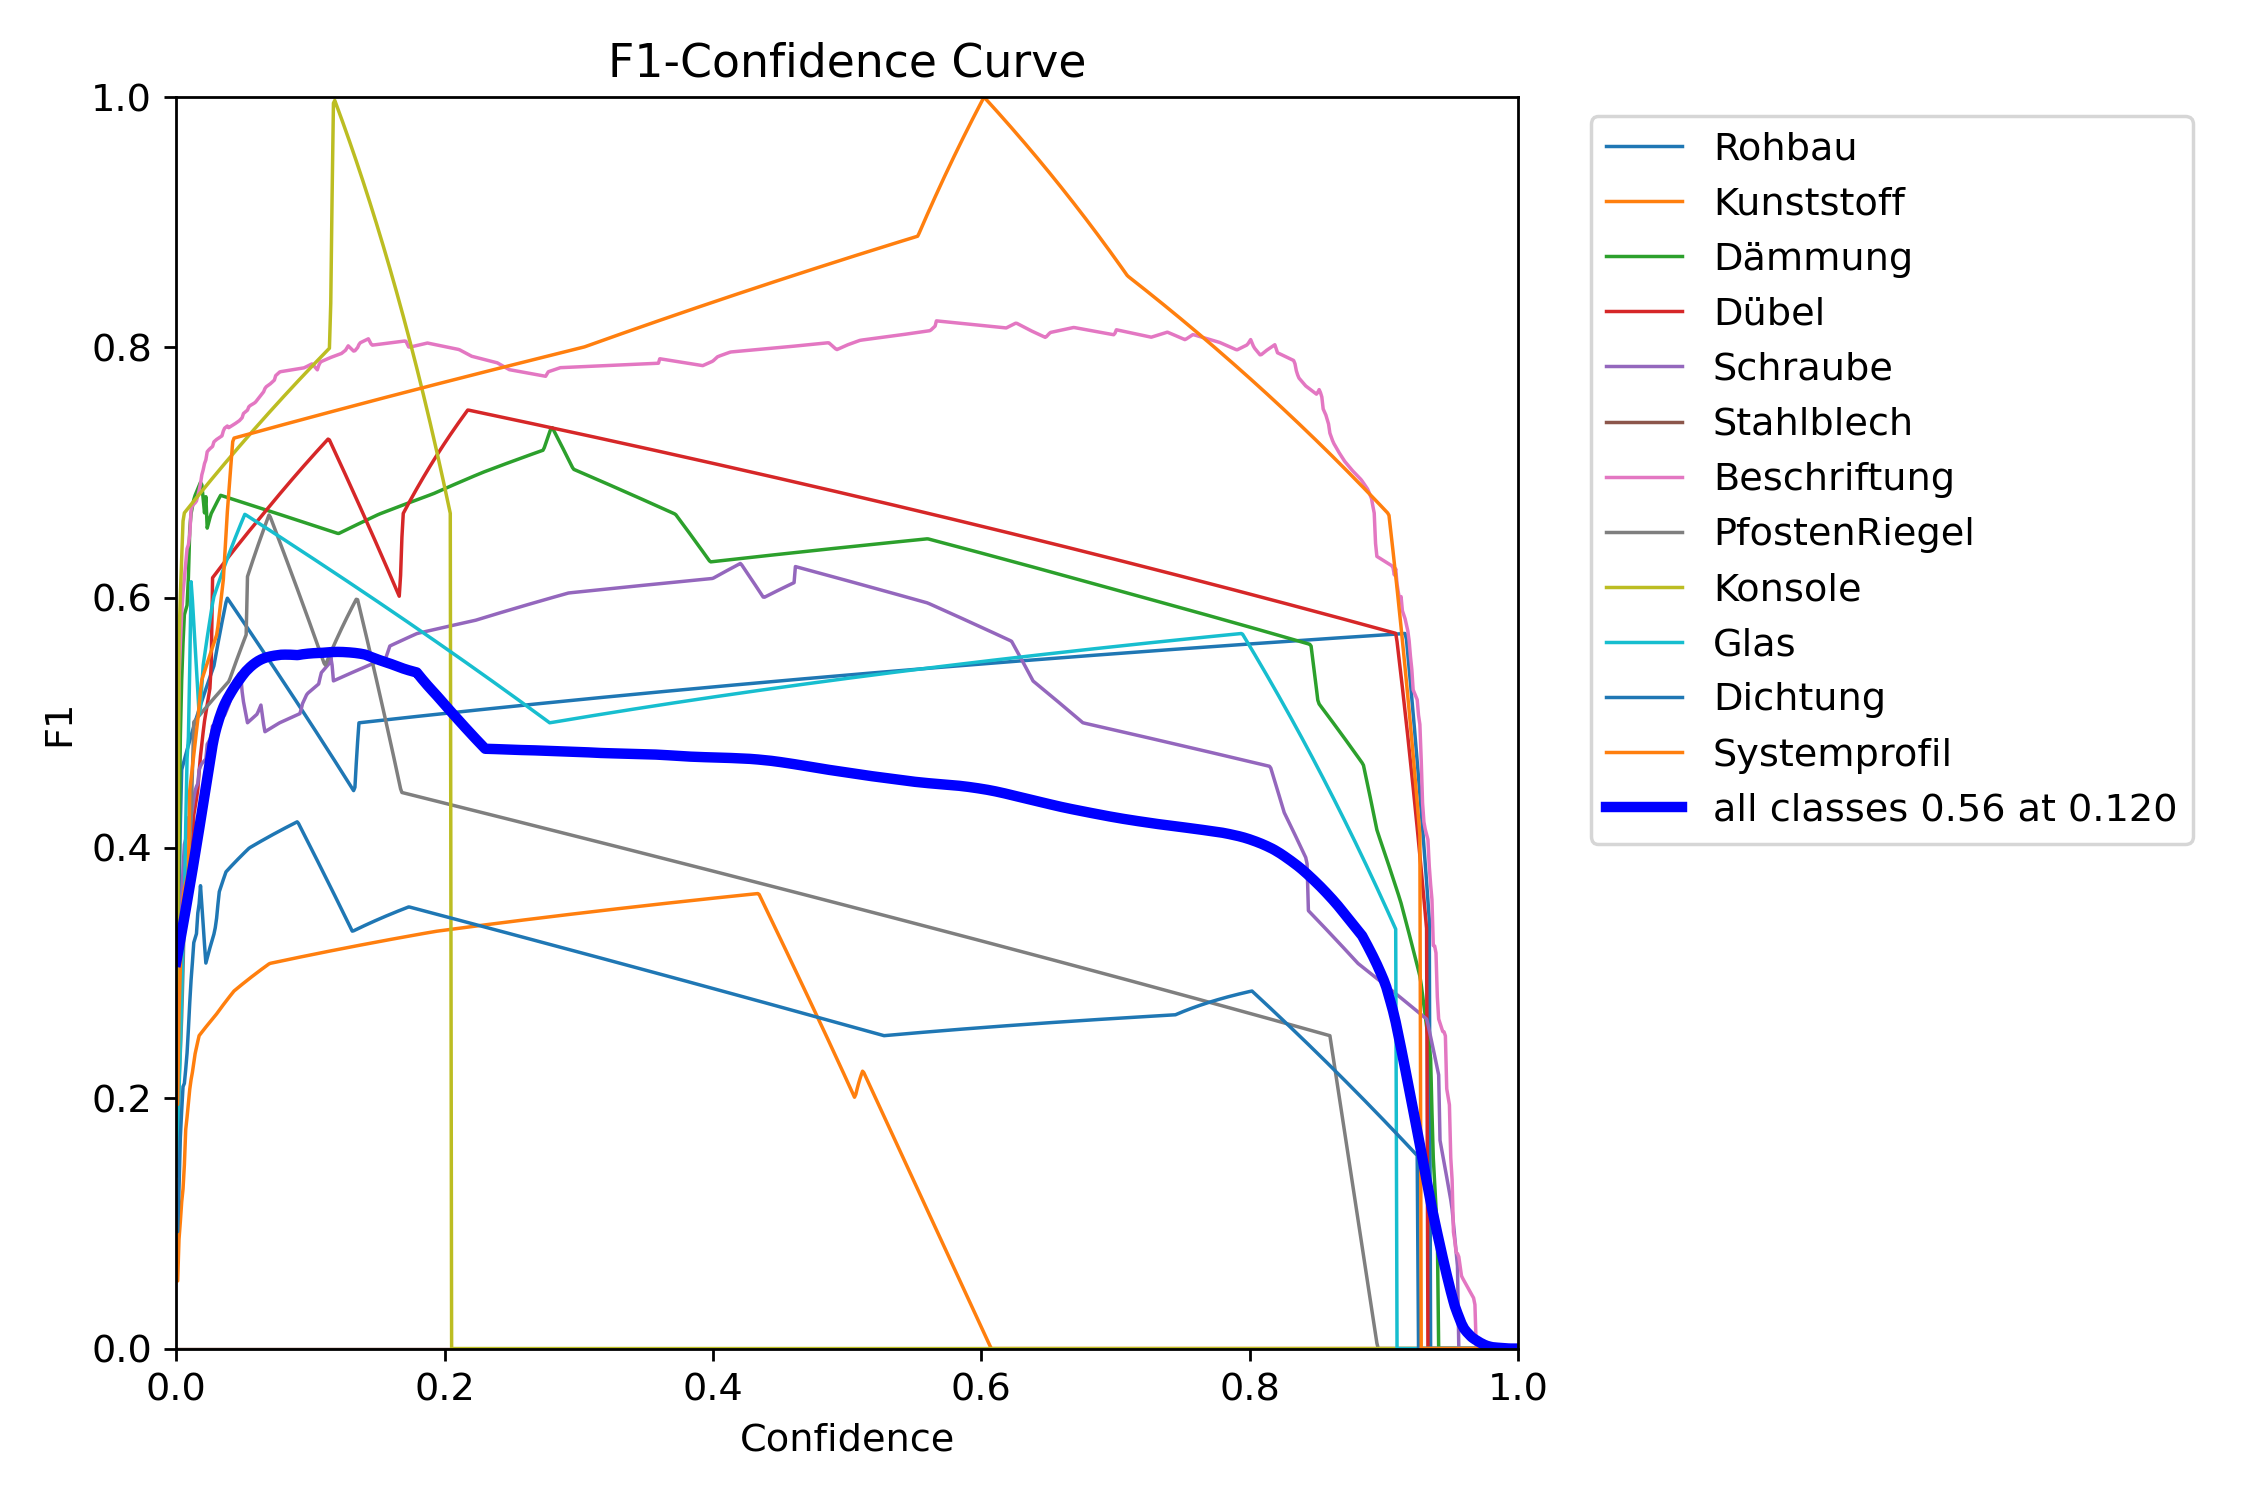 F1-Confidence Curve
1.0
0.8
0.6
0.4
0.2
0.0
F1
0.0 0.2 0.4 0.6 0.8 1.0
Confidence
Rohbau
Kunststoff
Dämmung
Dübel
Schraube
Stahlblech
Beschriftung
PfostenRiegel
Konsole
Glas
Dichtung
Systemprofil
all classes 0.56 at 0.120